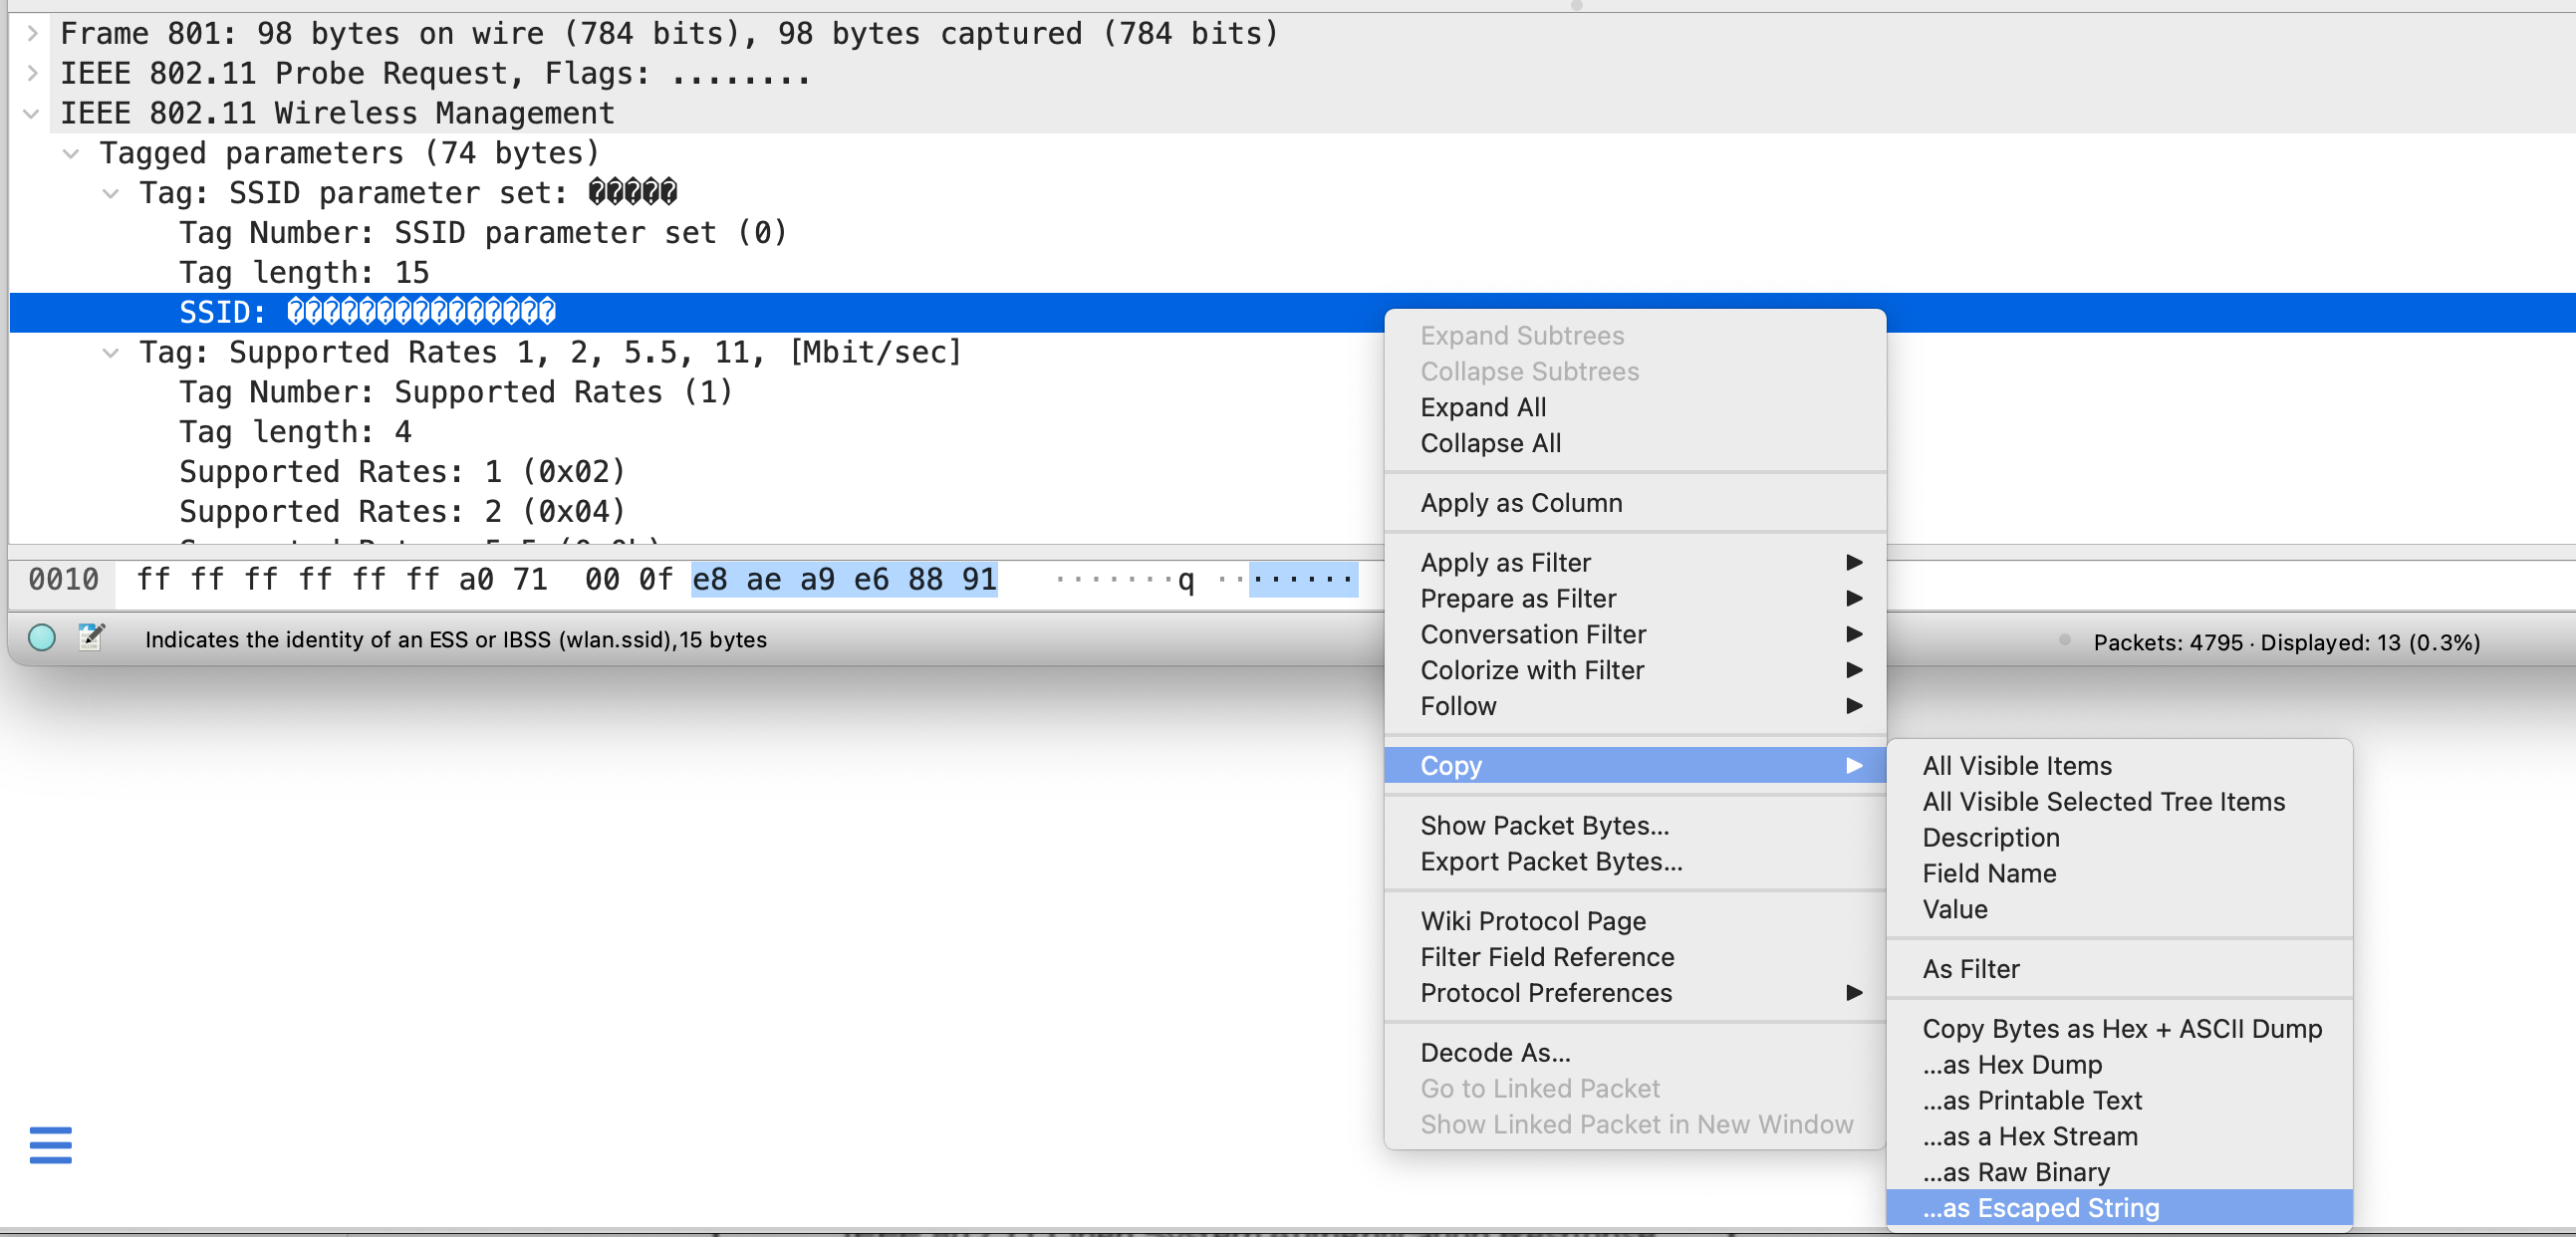 Frame 801: 98 bytes on wire (784 bits), 98 bytes captured (784 bits)
IEEE 802.11 Probe Request, Flags: ........
IEEE 802.11 Wireless Management
Tagged parameters (74 bytes)
Tag: SSID parameter set: �����
Tag Number: SSID parameter set (0)
Tag length: 15
SSID: ���������������
Tag: Supported Rates 1, 2, 5.5, 11, [Mbit/sec]
Tag Number: Supported Rates (1)
Tag length: 4
Supported Rates: 1 (0x02)
Supported Rates: 2 (0x04)
0010 ff ff ff ff ff ff a0 71 00 0f e8 ae a9 e6 88 91 ·······q ········
Indicates the identity of an ESS or IBSS (wlan.ssid), 15 bytes
Packets: 4795 · Displayed: 13 (0.3%)
Expand Subtrees
Collapse Subtrees
Expand All
Collapse All
Apply as Column
Apply as Filter
Prepare as Filter
Conversation Filter
Colorize with Filter
Follow
Copy
Show Packet Bytes...
Export Packet Bytes...
Wiki Protocol Page
Filter Field Reference
Protocol Preferences
Decode As...
Go to Linked Packet
Show Linked Packet in New Window
All Visible Items
All Visible Selected Tree Items
Description
Field Name
Value
As Filter
Copy Bytes as Hex + ASCII Dump
...as Hex Dump
...as Printable Text
...as a Hex Stream
...as Raw Binary
...as Escaped String